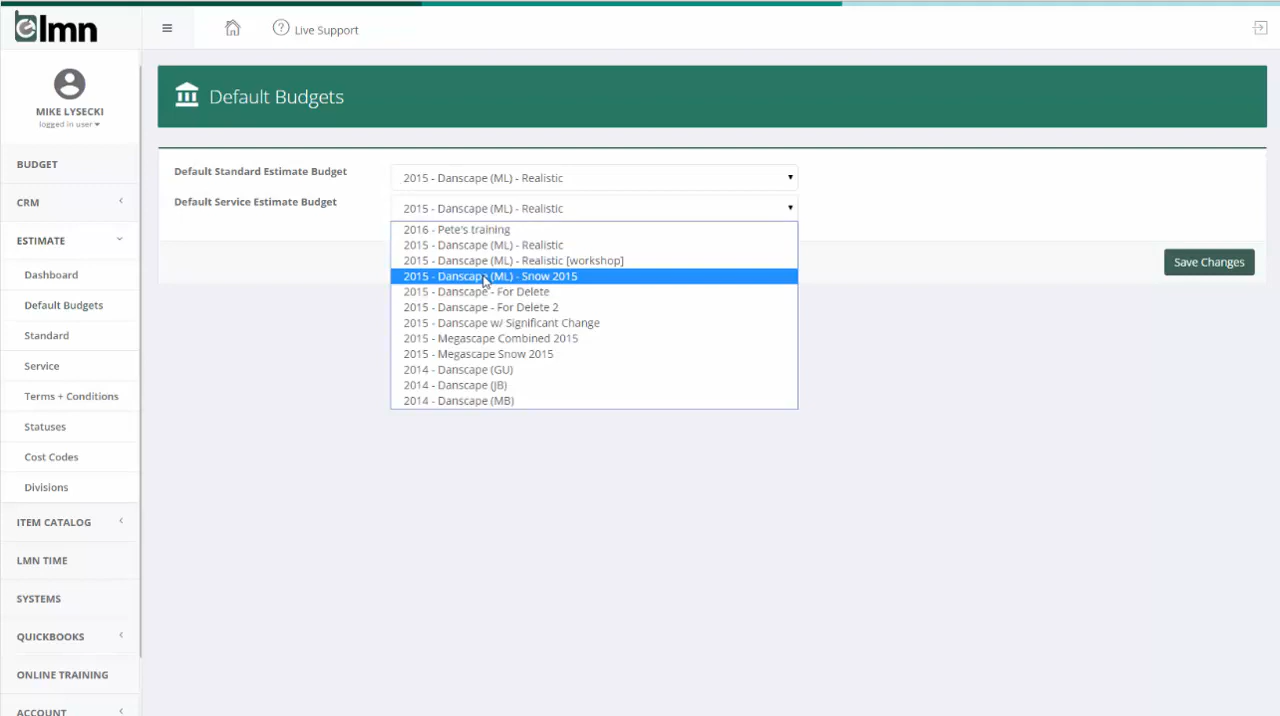 lmn
Live Support
MIKE LYSECKI
logged in user
BUDGET
CRM
ESTIMATE
Dashboard
Default Budgets
Standard
Service
Terms + Conditions
Statuses
Cost Codes
Divisions
ITEM CATALOG
LMN TIME
SYSTEMS
QUICKBOOKS
ONLINE TRAINING
ACCOUNT
Default Budgets
Default Standard Estimate Budget
2015 - Danscape (ML) - Realistic
Default Service Estimate Budget
2015 - Danscape (ML) - Realistic
2016 - Pete's training
2015 - Danscape (ML) - Realistic
2015 - Danscape (ML) - Realistic [workshop]
2015 - Danscape (ML) - Snow 2015
2015 - Danscape - For Delete
2015 - Danscape - For Delete 2
2015 - Danscape w/ Significant Change
2015 - Megascape Combined 2015
2015 - Megascape Snow 2015
2014 - Danscape (GU)
2014 - Danscape (JB)
2014 - Danscape (MB)
Save Changes